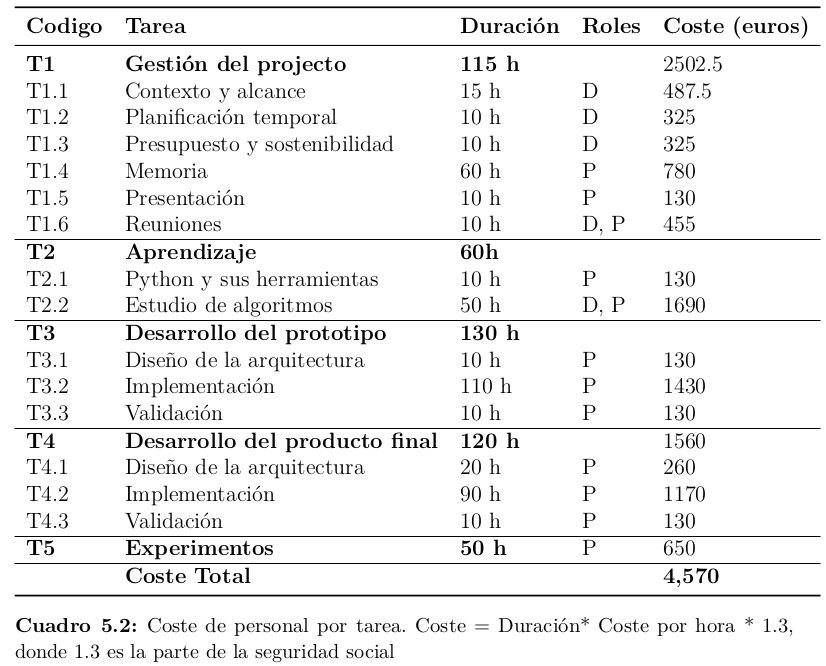 Codigo Tarea Duración Roles Coste (euros)
T1 Gestión del projecto 115 h 2502.5
T1.1 Contexto y alcance 15 h D 487.5
T1.2 Planificación temporal 10 h D 325
T1.3 Presupuesto y sostenibilidad 10 h D 325
T1.4 Memoria 60 h P 780
T1.5 Presentación 10 h P 130
T1.6 Reuniones 10 h D, P 455
T2 Aprendizaje 60h
T2.1 Python y sus herramientas 10 h P 130
T2.2 Estudio de algoritmos 50 h D, P 1690
T3 Desarrollo del prototipo 130 h
T3.1 Diseño de la arquitectura 10 h P 130
T3.2 Implementación 110 h P 1430
T3.3 Validación 10 h P 130
T4 Desarrollo del producto final 120 h 1560
T4.1 Diseño de la arquitectura 20 h P 260
T4.2 Implementación 90 h P 1170
T4.3 Validación 10 h P 130
T5 Experimentos 50 h P 650
Coste Total 4,570
Cuadro 5.2: Coste de personal por tarea. Coste = Duración* Coste por hora * 1.3,
donde 1.3 es la parte de la seguridad social